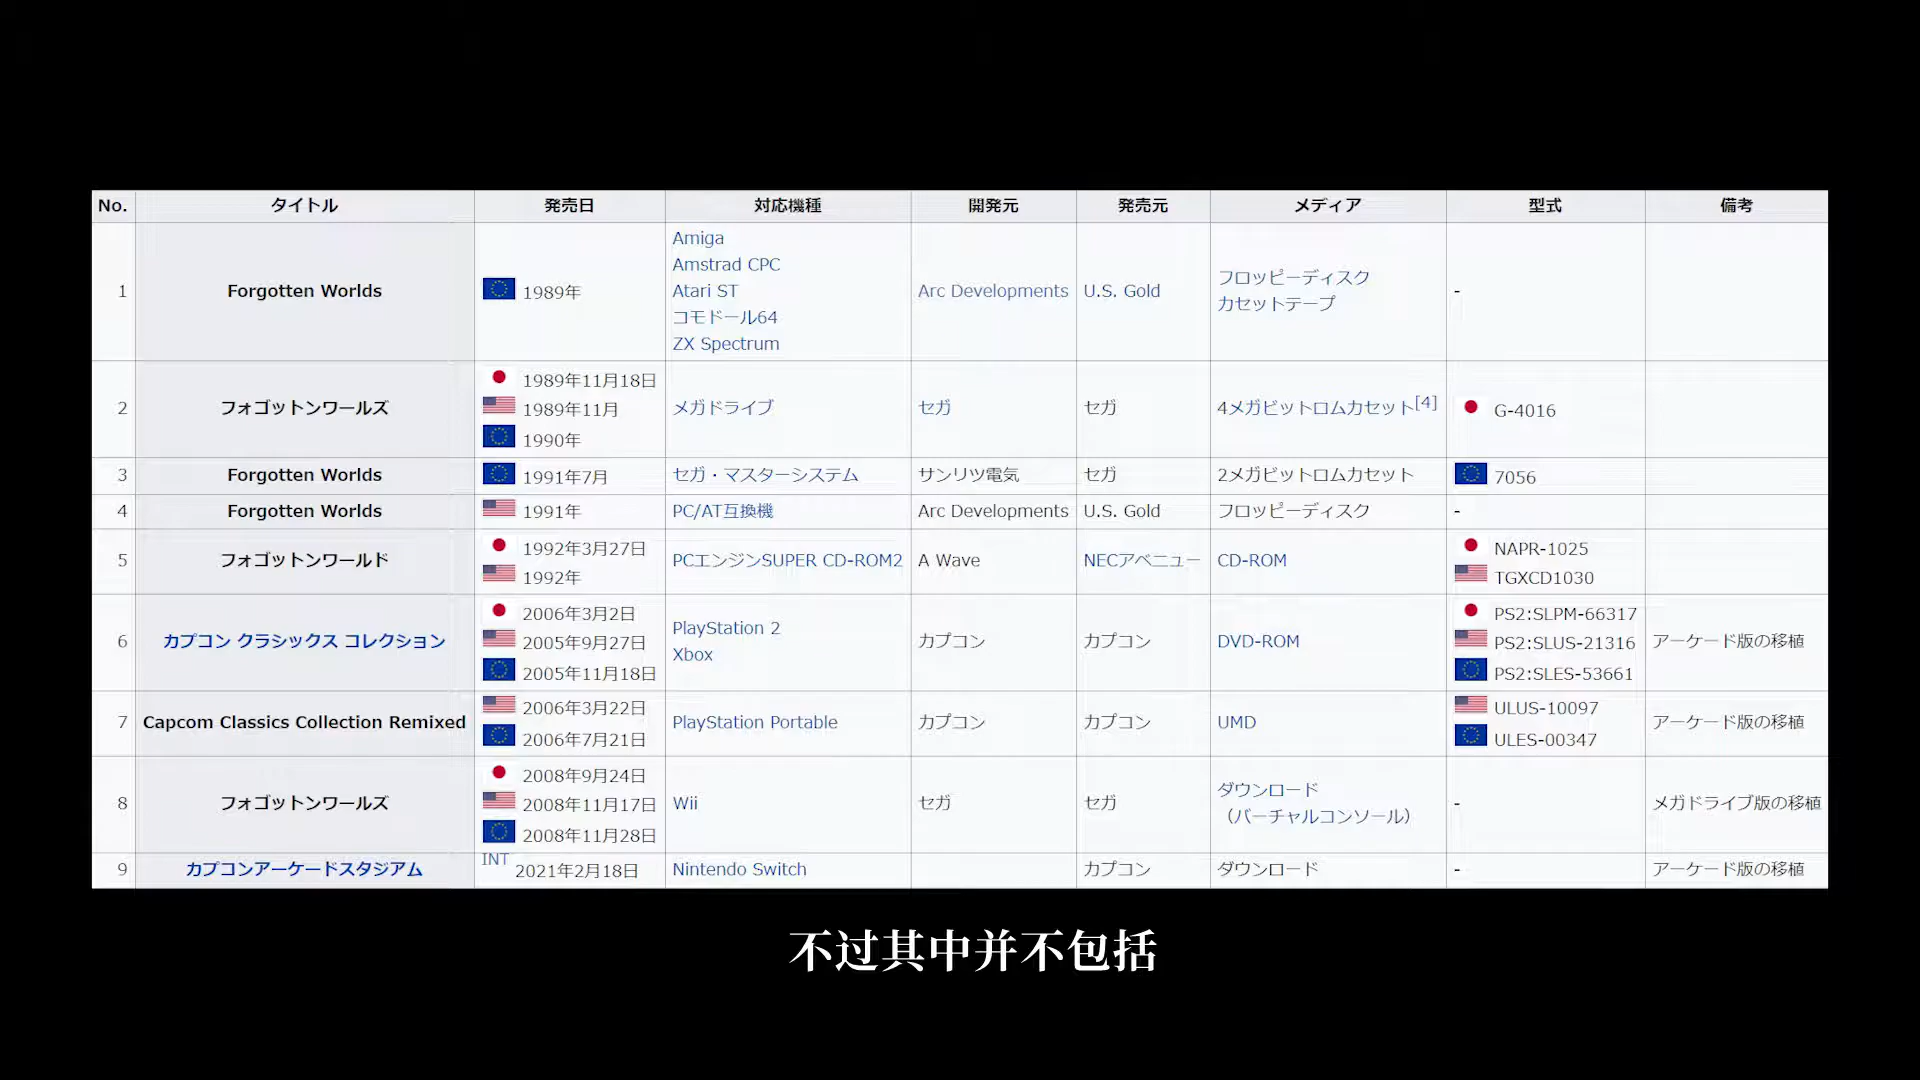 No. タイトル 発売日 対応機種 開発元 発売元 メディア 型式 備考
1 Forgotten Worlds 1989年 Amiga Arc Developments U.S. Gold フロッピーディスク -
Amstrad CPC カセットテープ
Atari ST
コモドール64
ZX Spectrum
2 フォゴットンワールズ 1989年11月18日 メガドライブ セガ セガ 4メガビットロムカセット[4] G-4016
1989年11月
1990年
3 Forgotten Worlds 1991年7月 セガ・マスターシステム サンリツ電気 セガ 2メガビットロムカセット 7056
4 Forgotten Worlds 1991年 PC/AT互換機 Arc Developments U.S. Gold フロッピーディスク -
5 フォゴットンワールド 1992年3月27日 PCエンジンSUPER CD-ROM2 A Wave NECアベニュー CD-ROM NAPR-1025
1992年 TGXCD1030
6 カプコン クラシックス コレクション 2006年3月2日 PlayStation 2 カプコン カプコン DVD-ROM PS2:SLPM-66317 アーケード版の移植
2005年9月27日 Xbox PS2:SLUS-21316
2005年11月18日 PS2:SLES-53661
7 Capcom Classics Collection Remixed 2006年3月22日 PlayStation Portable カプコン カプコン UMD ULUS-10097 アーケード版の移植
2006年7月21日 ULES-00347
8 フォゴットンワールズ 2008年9月24日 Wii セガ セガ ダウンロード - メガドライブ版の移植
2008年11月17日 （バーチャルコンソール）
2008年11月28日
9 カプコンアーケードスタジアム INT 2021年2月18日 Nintendo Switch カプコン ダウンロード - アーケード版の移植
不过其中并不包括